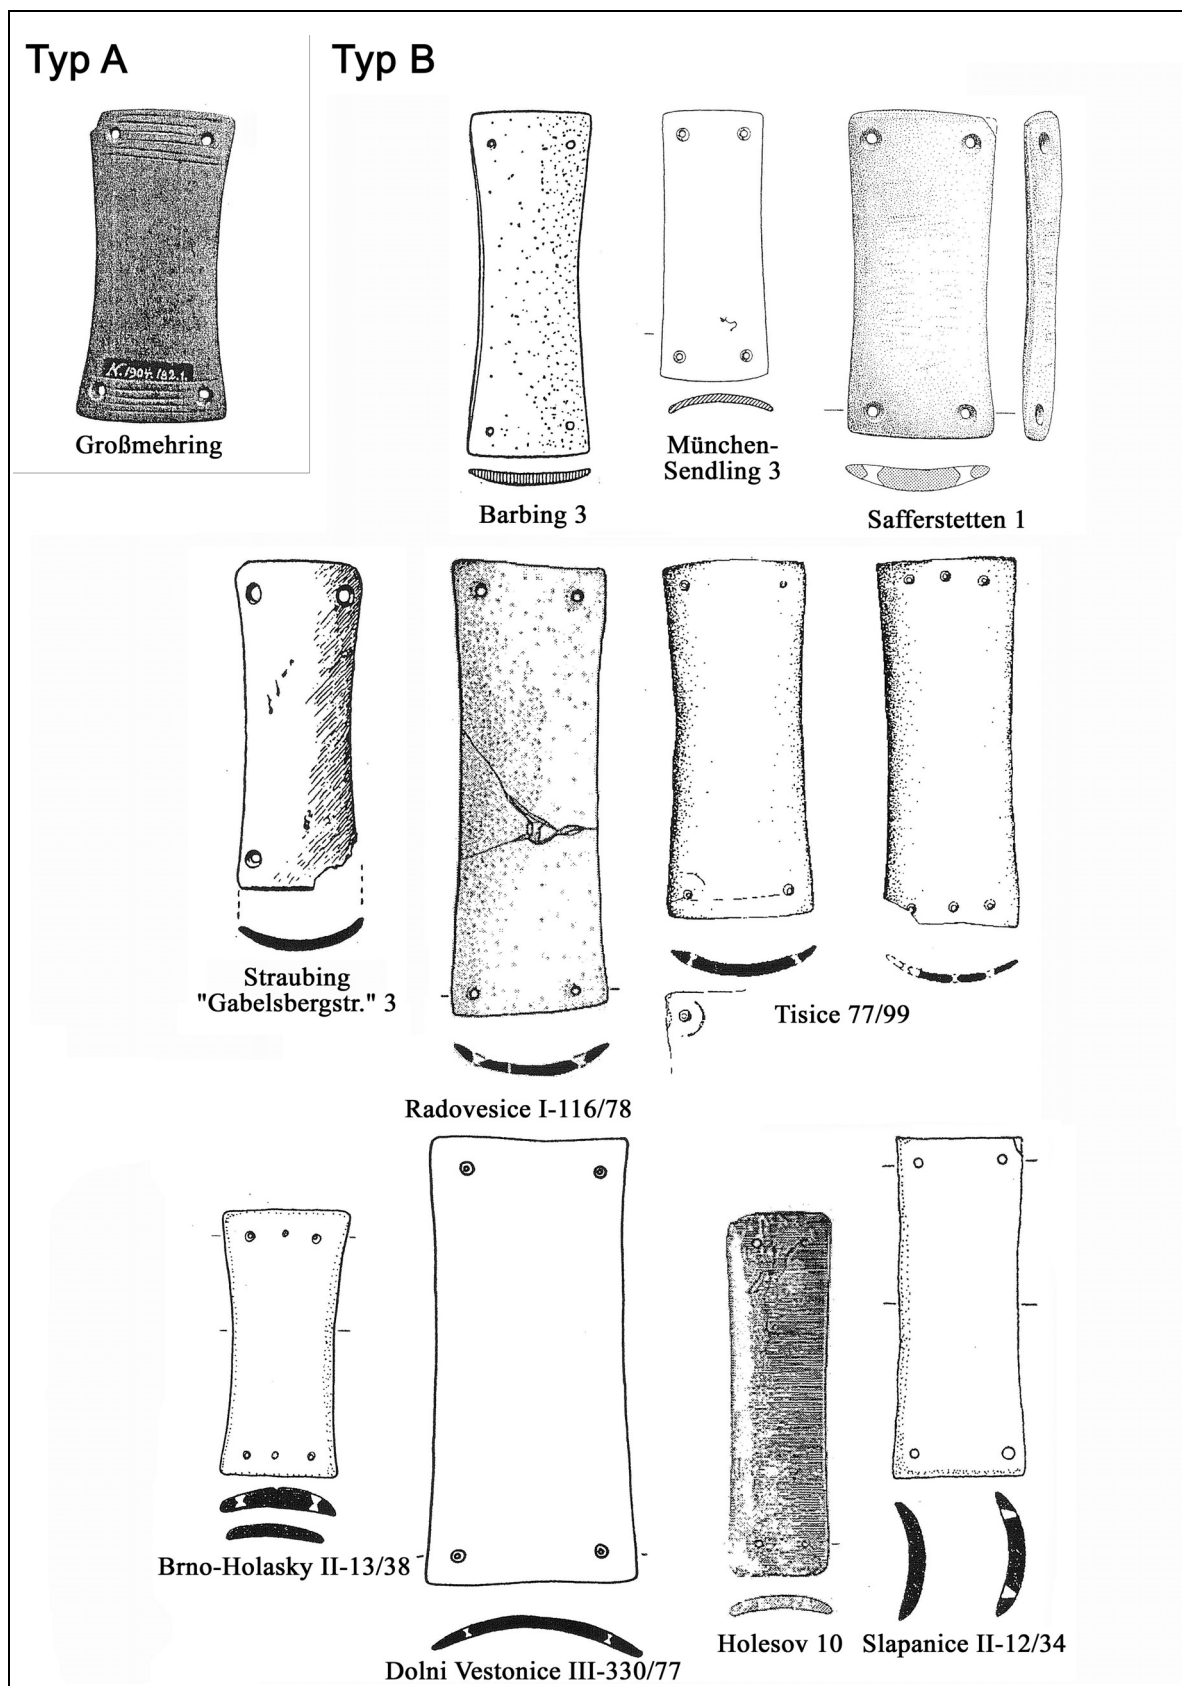 Typ A
Typ B
N.1904.182.1.
Großmehring
Barbing 3
München-
Sendling 3
Safferstetten 1
Straubing
"Gabelsbergstr." 3
Radovesice I-116/78
Tisice 77/99
Brno-Holasky II-13/38
Dolni Vestonice III-330/77
Holesov 10
Slapanice II-12/34